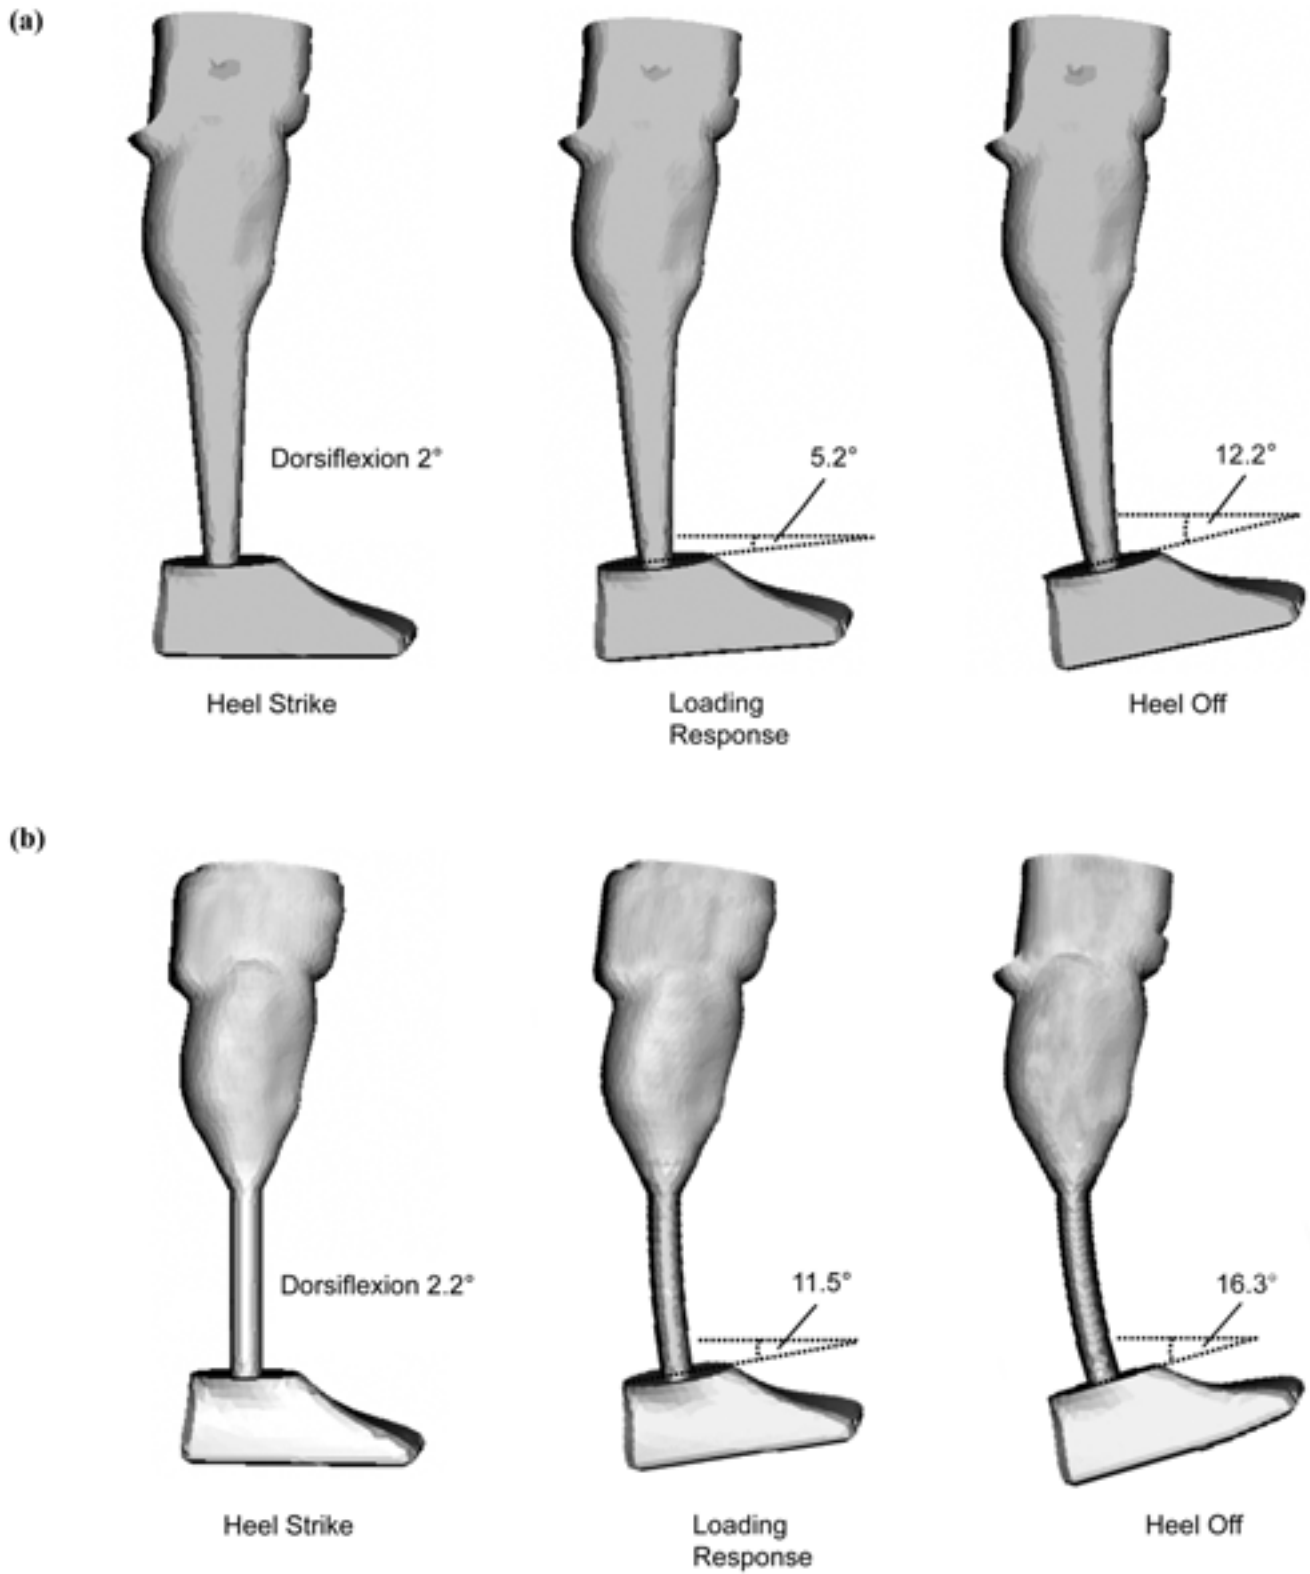 (a)
Dorsiflexion 2°
5.2°
12.2°
Heel Strike
Loading
Response
Heel Off
(b)
Dorsiflexion 2.2°
11.5°
16.3°
Heel Strike
Loading
Response
Heel Off